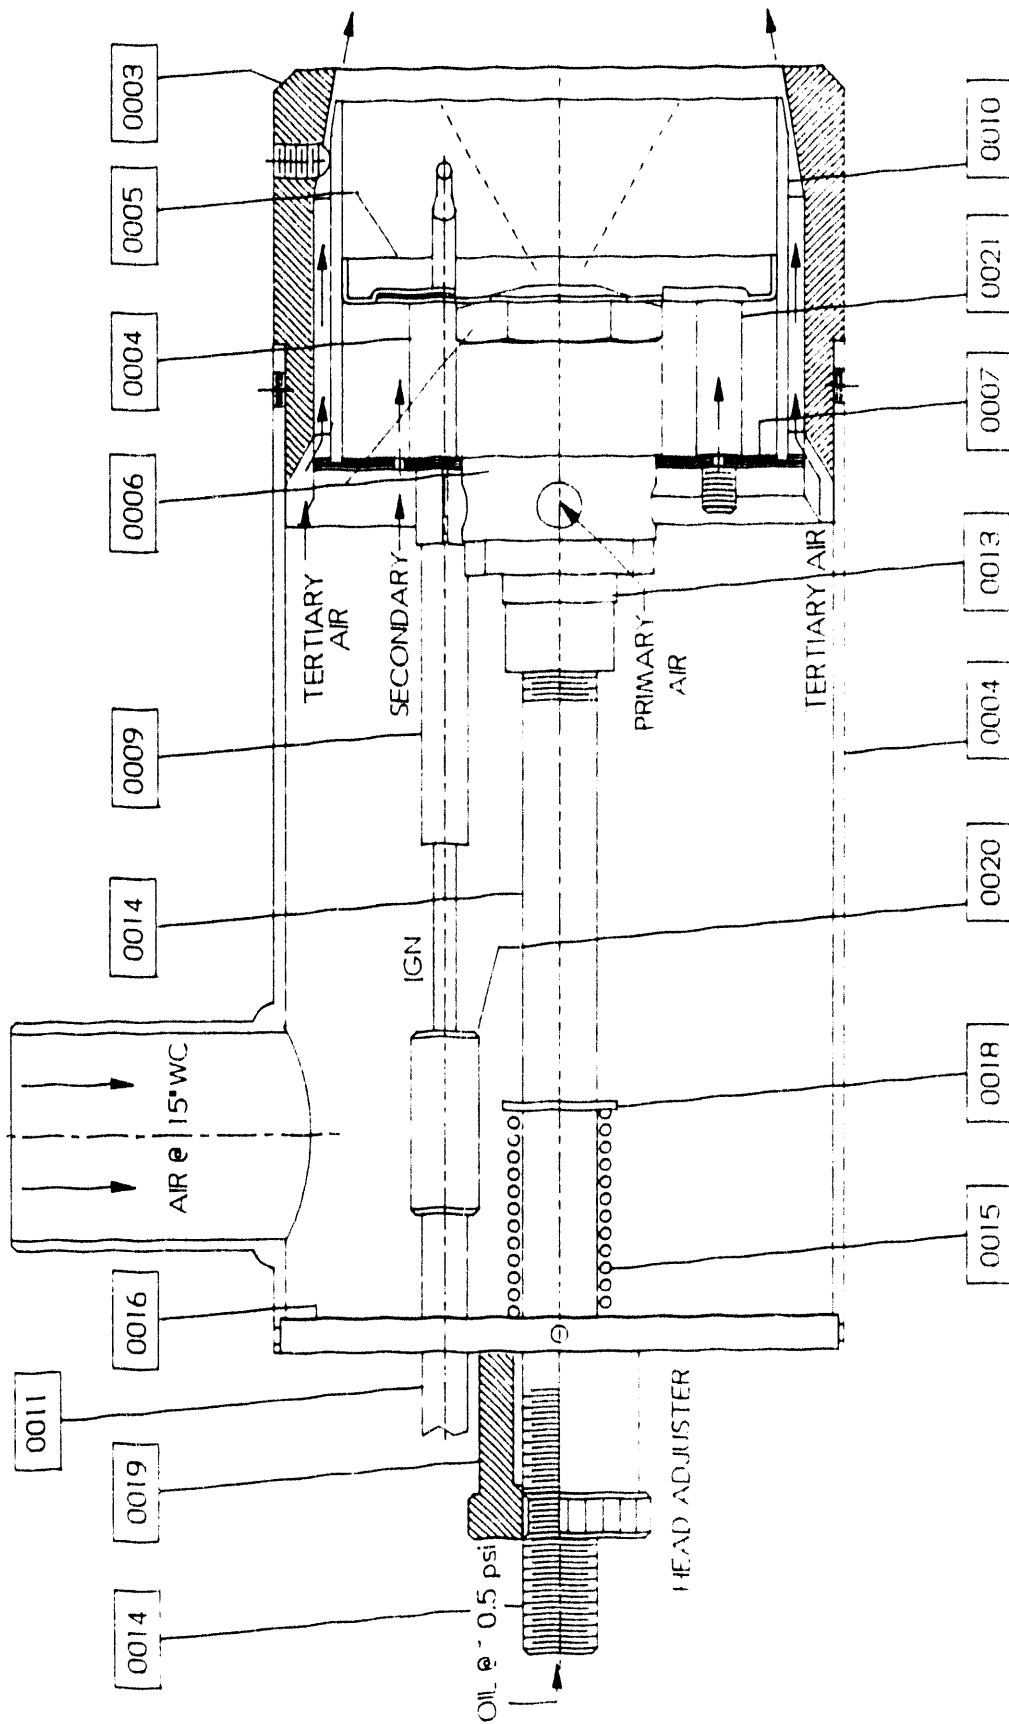 0014
0019
0011
0016
0014
0009
0006
0004
0005
0003
OIL @ ~ 0.5 psi
AIR @ 15"WC
IGN
TERTIARY
AIR
SECONDARY
PRIMARY
AIR
TERTIARY AIR
HEAD ADJUSTER
0015
0018
0020
0004
0013
0007
0021
0010